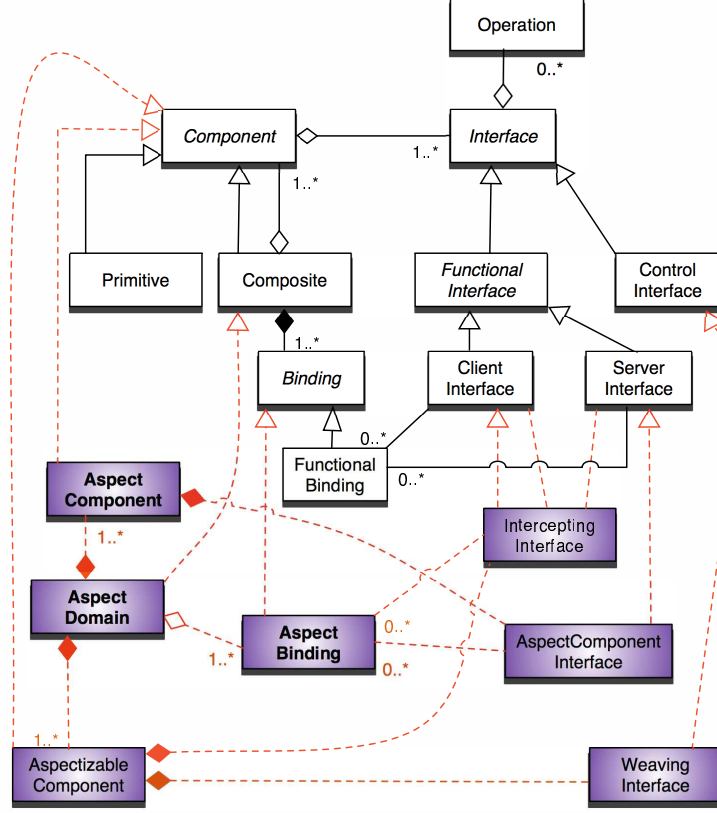 Operation
0..*
Component
Interface
1..*
1..*
Primitive
Composite
Functional
Interface
Control
Interface
1..*
Binding
Client
Interface
Server
Interface
0..*
Functional
Binding
0..*
Aspect
Component
1..*
Intercepting
Interface
Aspect
Domain
0..*
Aspect
Binding
1..*
0..*
AspectComponent
Interface
1..*
Aspectizable
Component
Weaving
Interface